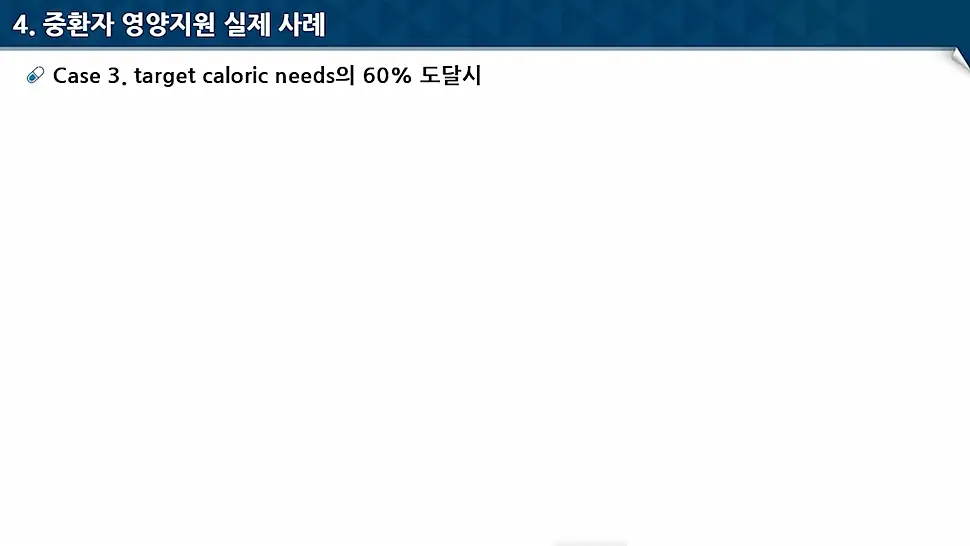 4. 중환자 영양지원 실제 사례
Case 3. target caloric needs의 60% 도달시